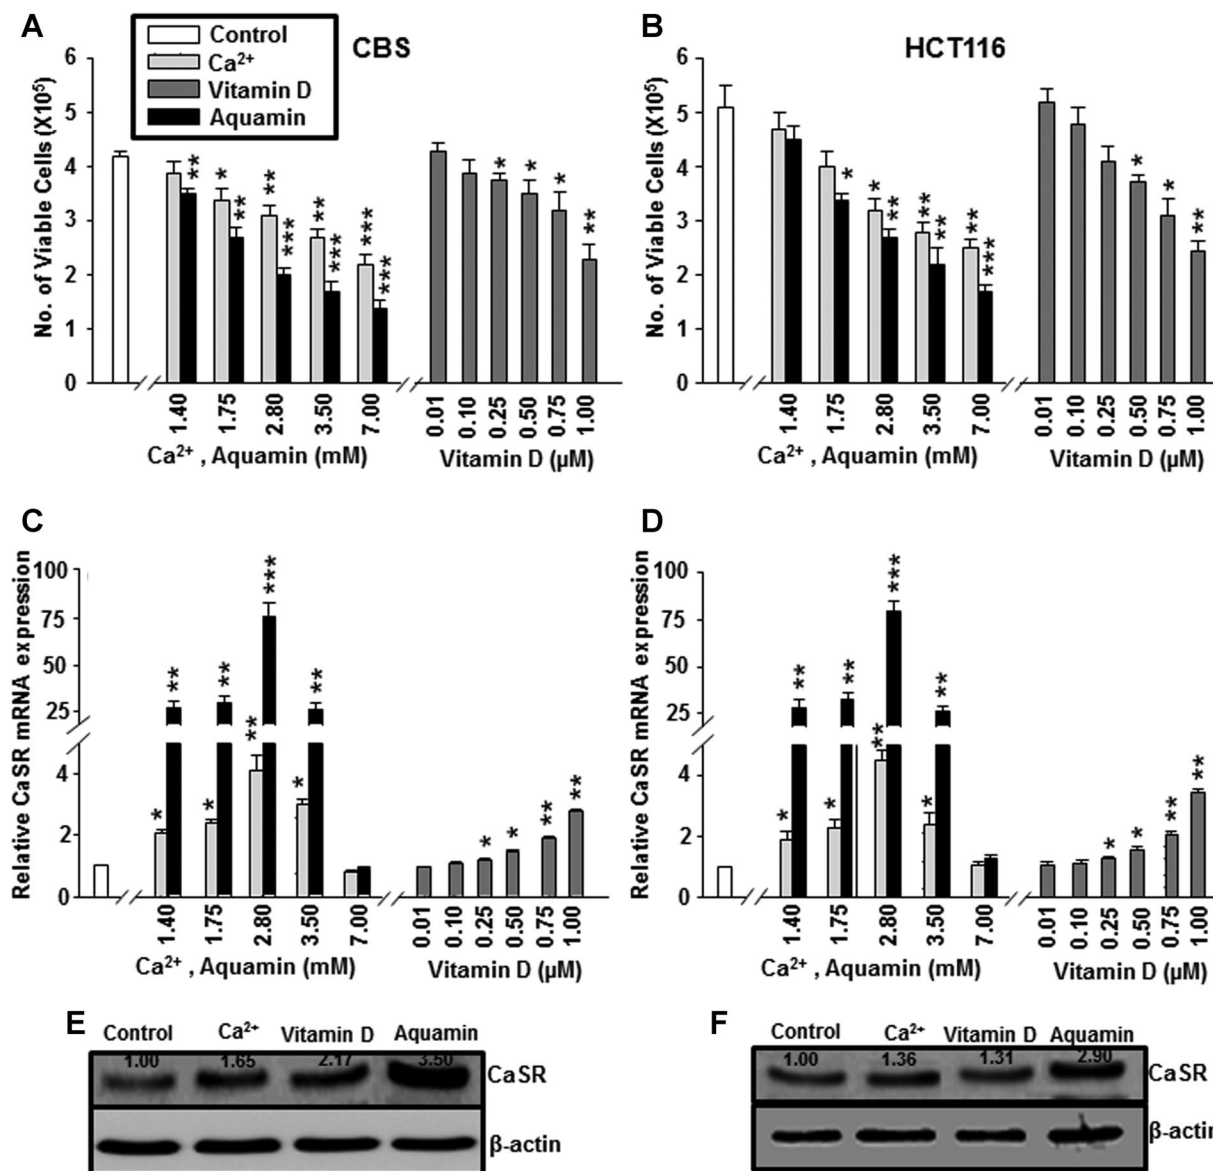 A
Control
Ca²⁺
Vitamin D
Aquamin
CBS
No. of Viable Cells (X10⁵)
6
5
4
3
2
1
0
** * ** ** *** ** *** *** ***
* * * **
1.40 1.75 2.80 3.50 7.00
0.01 0.10 0.25 0.50 0.75 1.00
Ca²⁺ , Aquamin (mM)
Vitamin D (µM)
B
HCT116
No. of Viable Cells (X10⁵)
6
5
4
3
2
1
0
* * ** ** ** ** ***
* * **
1.40 1.75 2.80 3.50 7.00
0.01 0.10 0.25 0.50 0.75 1.00
Ca²⁺ , Aquamin (mM)
Vitamin D (µM)
C
Relative CaSR mRNA expression
100
75
50
25
4
2
0
* ** * ** ** *** * **
* * ** **
1.40 1.75 2.80 3.50 7.00
0.01 0.10 0.25 0.50 0.75 1.00
Ca²⁺ , Aquamin (mM)
Vitamin D (µM)
D
Relative CaSR mRNA expression
100
75
50
25
4
2
0
* ** * ** ** *** * **
* * ** **
1.40 1.75 2.80 3.50 7.00
0.01 0.10 0.25 0.50 0.75 1.00
Ca²⁺ , Aquamin (mM)
Vitamin D (µM)
E
Control Ca²⁺ Vitamin D Aquamin
1.00 1.65 2.17 3.50
CaSR
β-actin
F
Control Ca²⁺ Vitamin D Aquamin
1.00 1.36 1.31 2.90
CaSR
β-actin